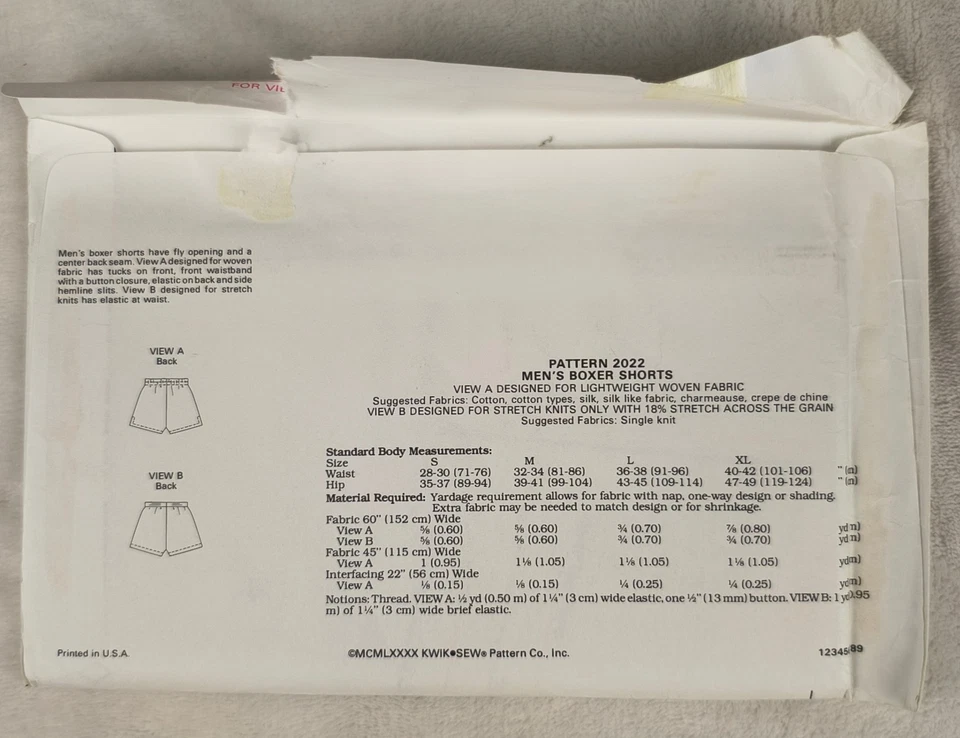 FOR VIE
Men's boxer shorts have fly opening and a
center back seam. View A designed for woven
fabric has tucks on front, front waistband
with a button closure, elastic on back and side
hemline slits. View B designed for stretch
knits has elastic at waist.
VIEW A
Back
VIEW B
Back
PATTERN 2022
MEN'S BOXER SHORTS
VIEW A DESIGNED FOR LIGHTWEIGHT WOVEN FABRIC
Suggested Fabrics: Cotton, cotton types, silk, silk like fabric, charmeause, crepe de chine
VIEW B DESIGNED FOR STRETCH KNITS ONLY WITH 18% STRETCH ACROSS THE GRAIN
Suggested Fabrics: Single knit
Standard Body Measurements:
Size S M L XL
Waist 28-30 (71-76) 32-34 (81-86) 36-38 (91-96) 40-42 (101-106) "
Hip 35-37 (89-94) 39-41 (99-104) 43-45 (109-114) 47-49 (119-124) "
Material Required: Yardage requirement allows for fabric with nap, one-way design or shading.
Extra fabric may be needed to match design or for shrinkage.
Fabric 60" (152 cm) Wide
View A ⅝ (0.60) ⅝ (0.60) ¾ (0.70) ⅞ (0.80) yd
View B ⅝ (0.60) ⅝ (0.60) ¾ (0.70) ¾ (0.70) yd
Fabric 45" (115 cm) Wide
View A 1 (0.95) 1⅛ (1.05) 1⅛ (1.05) 1⅛ (1.05) yd(m)
Interfacing 22" (56 cm) Wide
View A ⅛ (0.15) ⅛ (0.15) ¼ (0.25) ¼ (0.25) yd(m)
Notions: Thread. VIEW A: ½ yd (0.50 m) of 1¼" (3 cm) wide elastic, one ½" (13 mm) button. VIEW B: 1 yd 0.95
m) of 1¼" (3 cm) wide brief elastic.
Printed in U.S.A.
©MCMLXXXX KWIK•SEW® Pattern Co., Inc.
12345 89